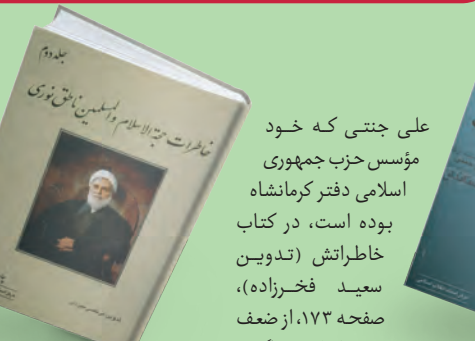 جلد دوم
خاطرات حجة الاسلام والمسلمین ناطق نوری
علی جنتی که خود
مؤسس حزب جمهوری
اسلامی دفتر کرمانشاه
بوده است، در کتاب
خاطراتش (تدوین
سعید فخرزاده)،
صفحه ۱۷۳، از ضعف